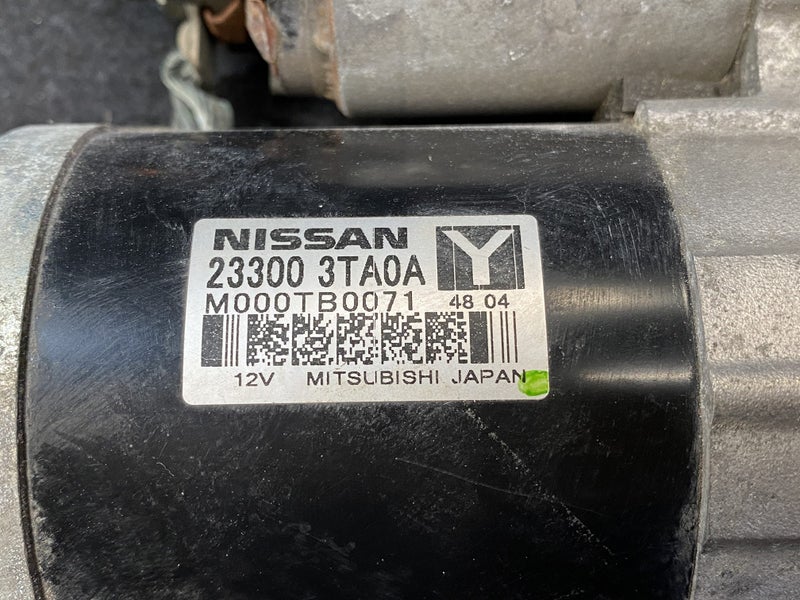 NISSAN
23300 3TA0A
Y
M000TB0071 48 04
12V MITSUBISHI JAPAN